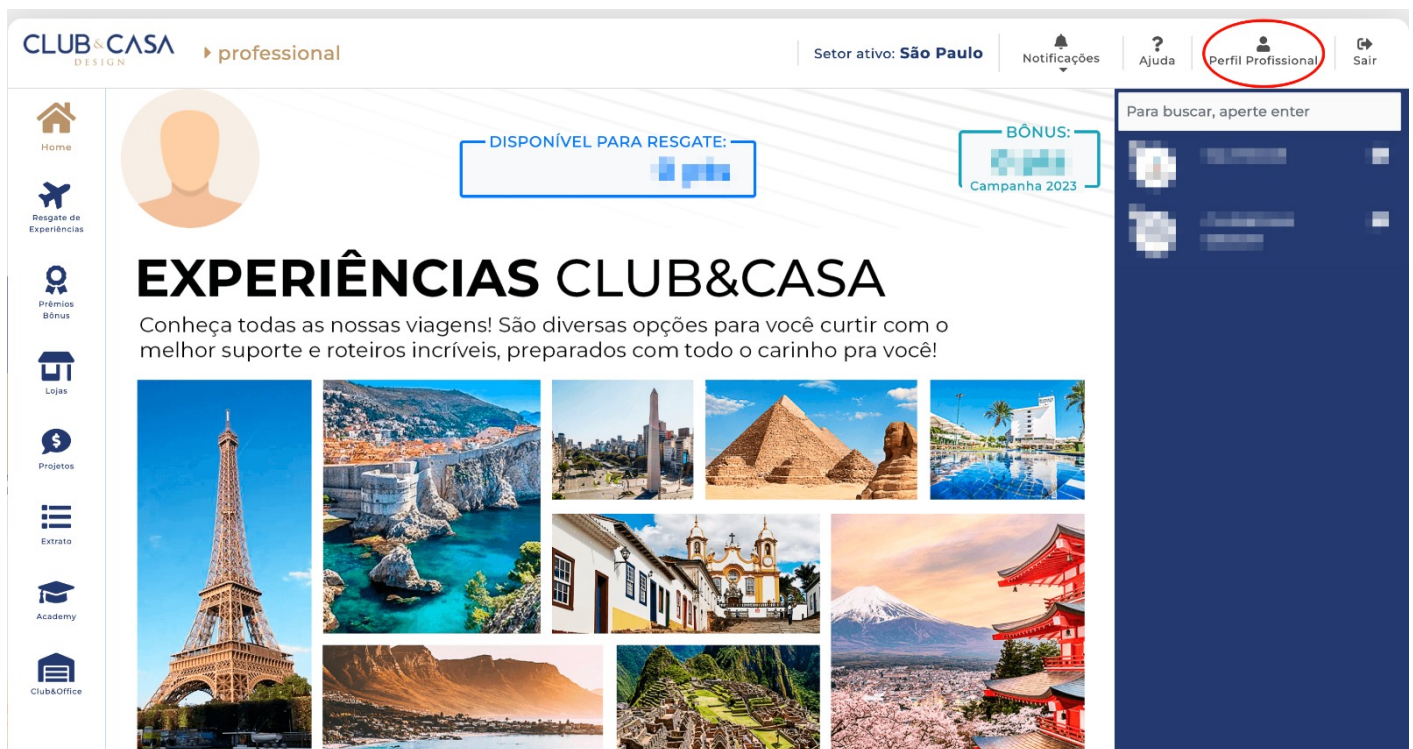 CLUB&CASA
DESIGN
professional
Setor ativo: São Paulo
Notificações
Ajuda
Perfil Profissional
Sair
Home
Resgate de
Experiências
Prêmios
Bônus
Lojas
Projetos
Extrato
Academy
Club&Office
DISPONÍVEL PARA RESGATE:
BÔNUS:
Campanha 2023
Para buscar, aperte enter
EXPERIÊNCIAS CLUB&CASA
Conheça todas as nossas viagens! São diversas opções para você curtir com o
melhor suporte e roteiros incríveis, preparados com todo o carinho pra você!